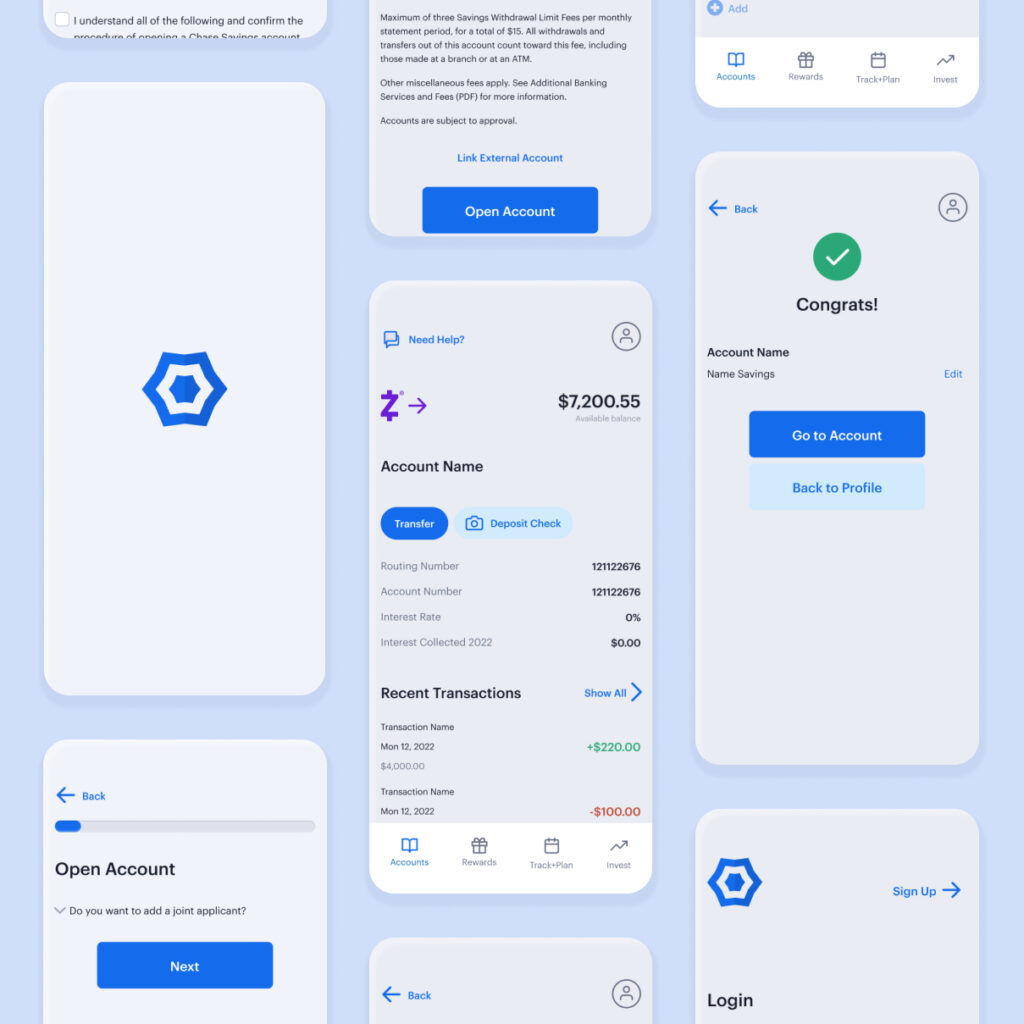 I understand all of the following and confirm the
procedure of opening a Chase Savings account
Back
Open Account
Do you want to add a joint applicant?
Next
Maximum of three Savings Withdrawal Limit Fees per monthly
statement period, for a total of $15. All withdrawals and
transfers out of this account count toward this fee, including
those made at a branch or at an ATM.
Other miscellaneous fees apply. See Additional Banking
Services and Fees (PDF) for more information.
Accounts are subject to approval.
Link External Account
Open Account
Need Help?
$7,200.55
Available balance
Account Name
Transfer
Deposit Check
Routing Number 121122676
Account Number 121122676
Interest Rate 0%
Interest Collected 2022 $0.00
Recent Transactions Show All
Transaction Name
Mon 12, 2022 +$220.00
$4,000.00
Transaction Name
Mon 12, 2022 -$100.00
Accounts Rewards Track+Plan Invest
Back
Add
Accounts Rewards Track+Plan Invest
Back
Congrats!
Account Name
Name Savings Edit
Go to Account
Back to Profile
Sign Up
Login